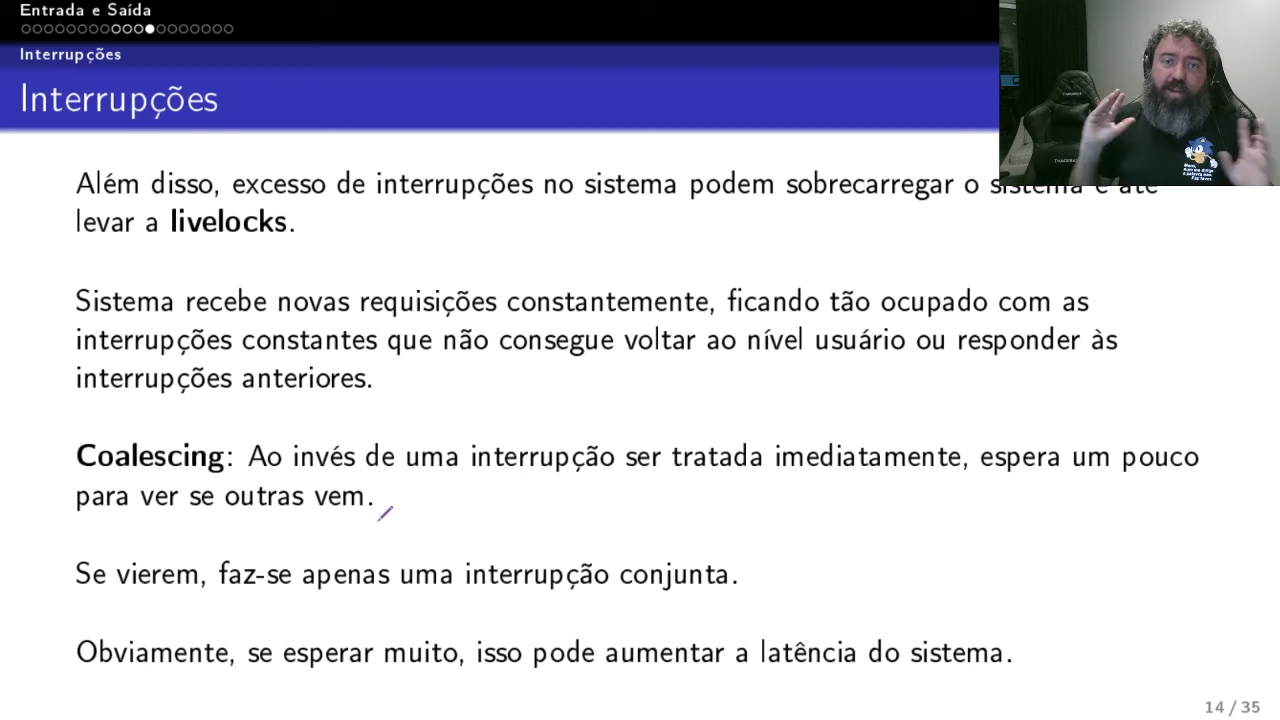 Entrada e Saída
Interrupções
Interrupções
Além disso, excesso de interrupções no sistema podem sobrecarregar o sistema e até
levar a livelocks.
Sistema recebe novas requisições constantemente, ficando tão ocupado com as
interrupções constantes que não consegue voltar ao nível usuário ou responder às
interrupções anteriores.
Coalescing: Ao invés de uma interrupção ser tratada imediatamente, espera um pouco
para ver se outras vem.
Se vierem, faz-se apenas uma interrupção conjunta.
Obviamente, se esperar muito, isso pode aumentar a latência do sistema.
14 / 35